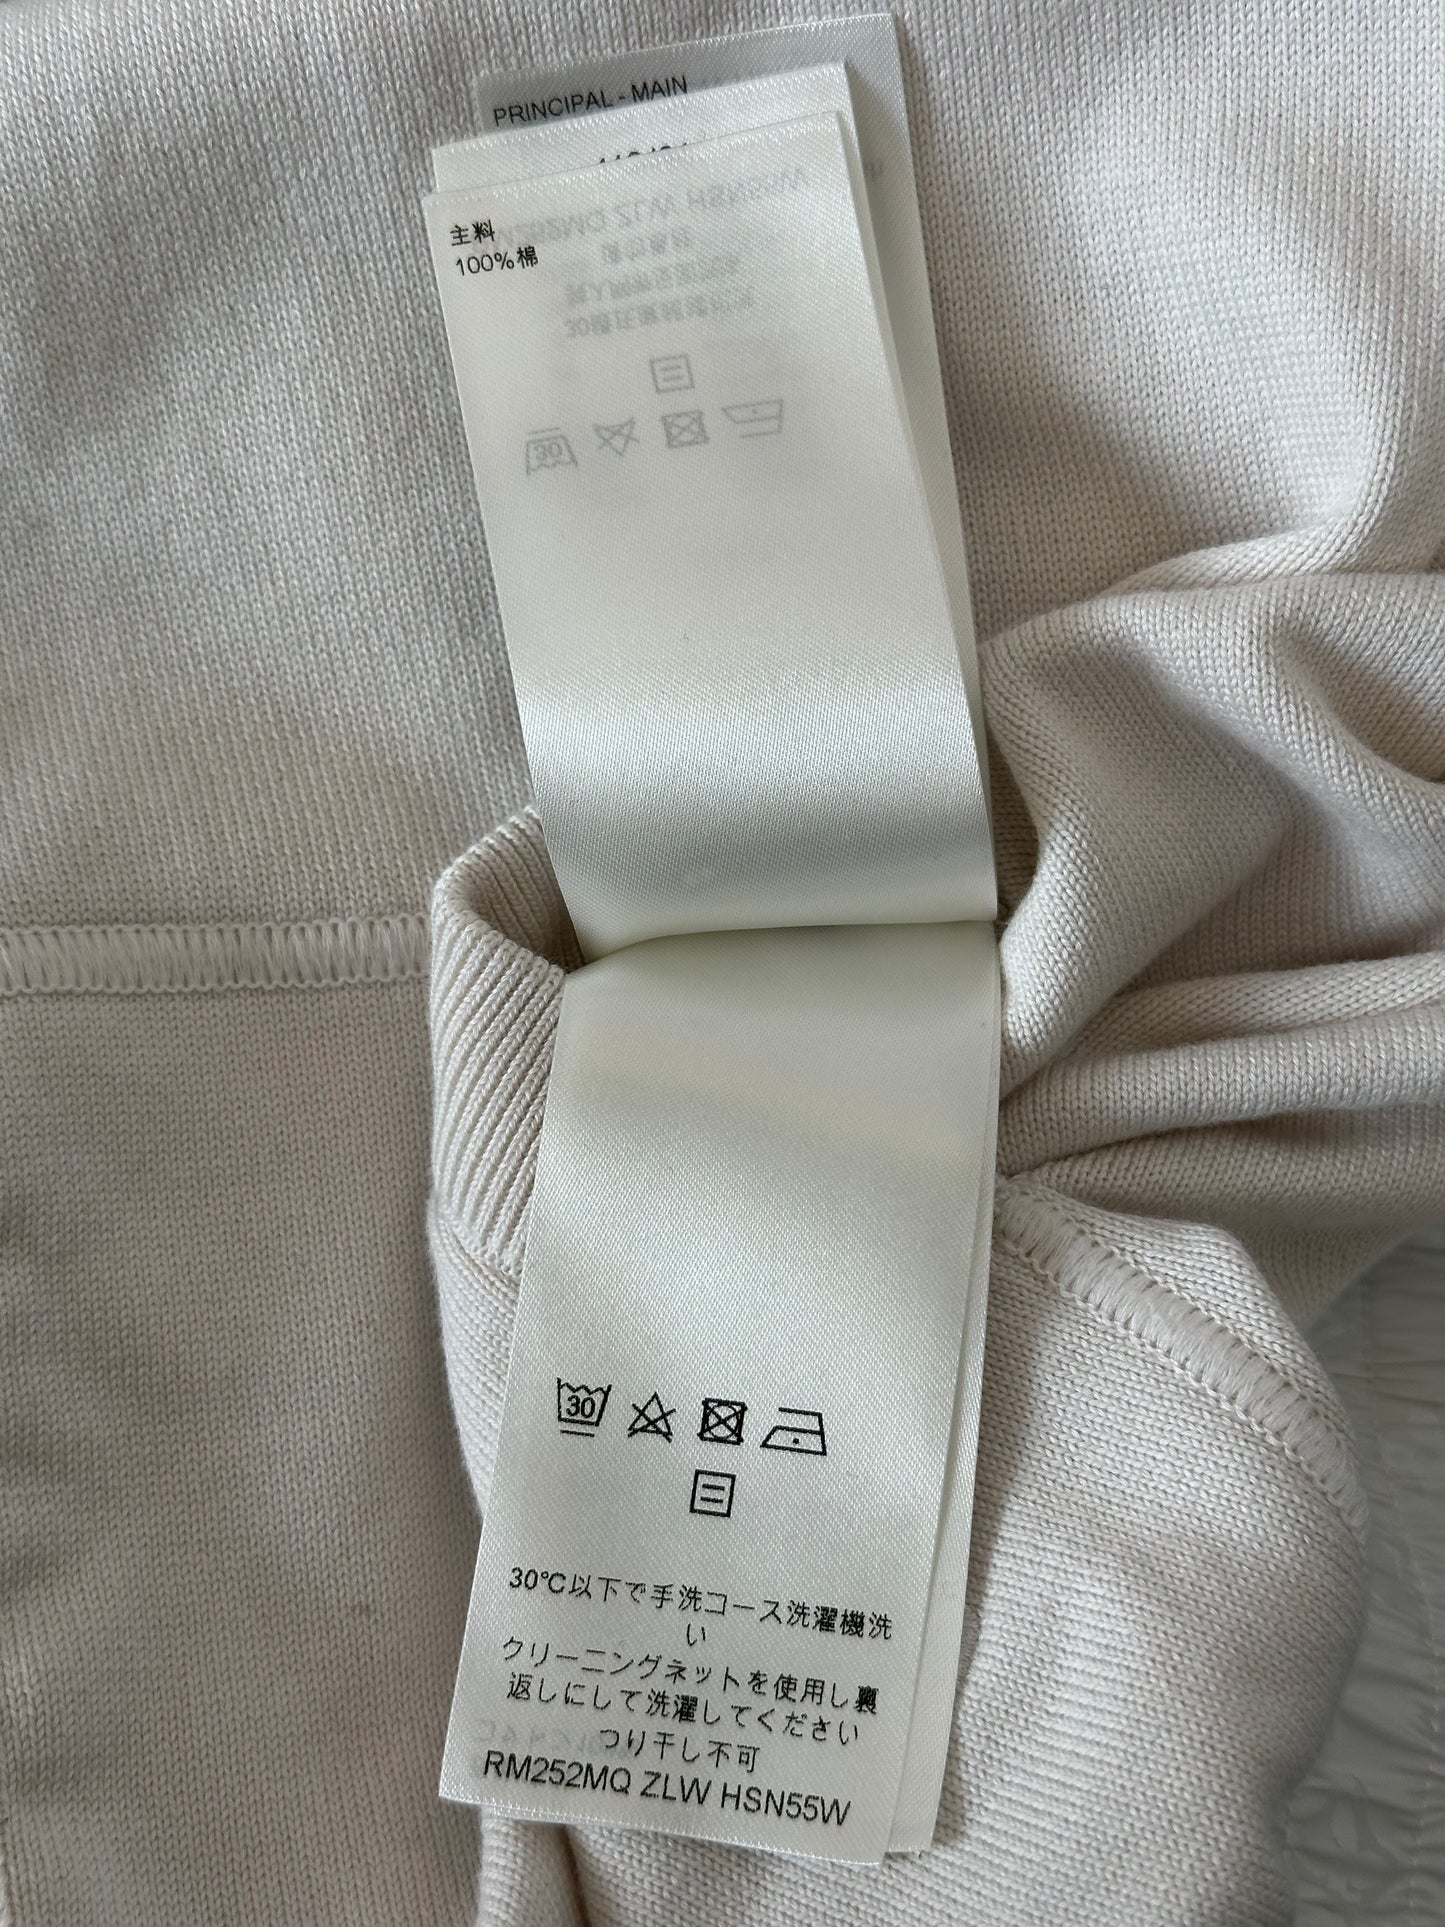 PRINCIPAL - MAIN
主料
100%棉
30
30℃以下で手洗コース洗濯機洗
い
クリーニングネットを使用し裏
返しにして洗濯してください
つり干し不可
RM252MQ ZLW HSN55W